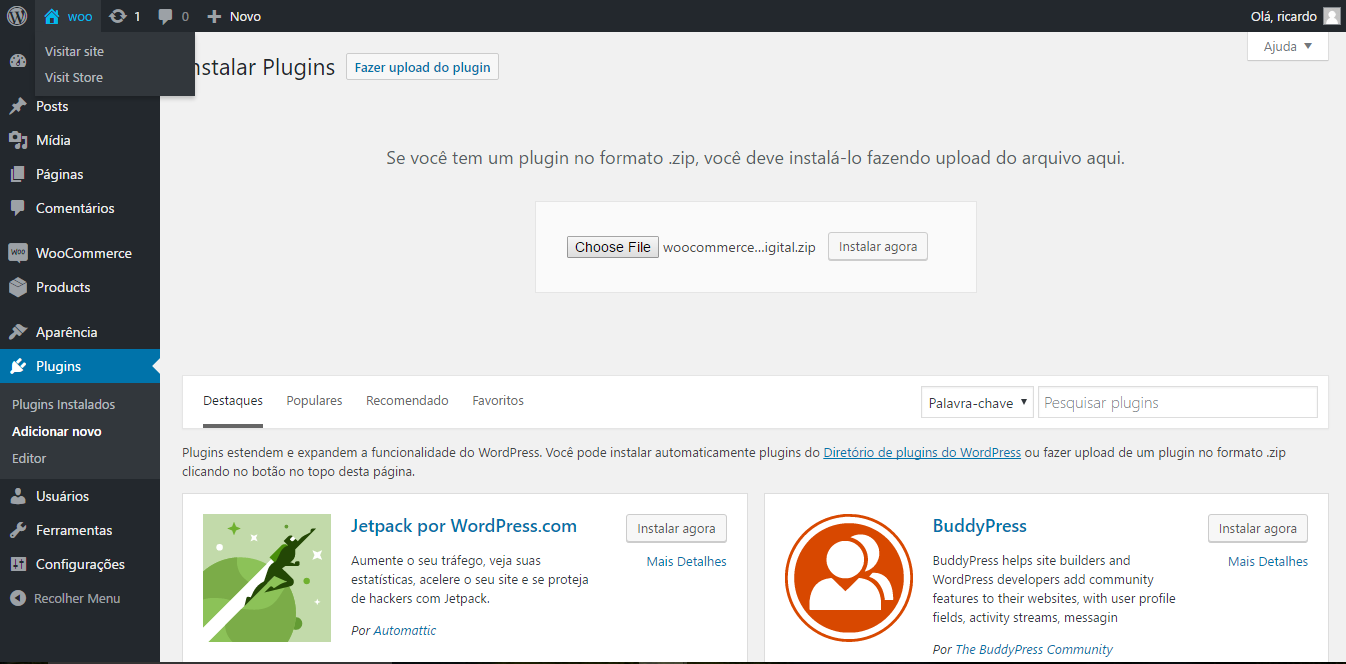 woo
1
0
Novo
Olá, ricardo
Visitar site
Visit Store
nstalar Plugins
Fazer upload do plugin
Ajuda
Posts
Mídia
Páginas
Comentários
WooCommerce
Products
Aparência
Plugins
Plugins Instalados
Adicionar novo
Editor
Usuários
Ferramentas
Configurações
Recolher Menu
Se você tem um plugin no formato .zip, você deve instalá-lo fazendo upload do arquivo aqui.
Choose File woocommerce...igital.zip Instalar agora
Destaques Populares Recomendado Favoritos
Palavra-chave
Pesquisar plugins
Plugins estendem e expandem a funcionalidade do WordPress. Você pode instalar automaticamente plugins do Diretório de plugins do WordPress ou fazer upload de um plugin no formato .zip
clicando no botão no topo desta página.
Jetpack por WordPress.com
Instalar agora
Mais Detalhes
Aumente o seu tráfego, veja suas
estatísticas, acelere o seu site e se proteja
de hackers com Jetpack.
Por Automattic
BuddyPress
Instalar agora
Mais Detalhes
BuddyPress helps site builders and
WordPress developers add community
features to their websites, with user profile
fields, activity streams, messagin
Por The BuddyPress Community